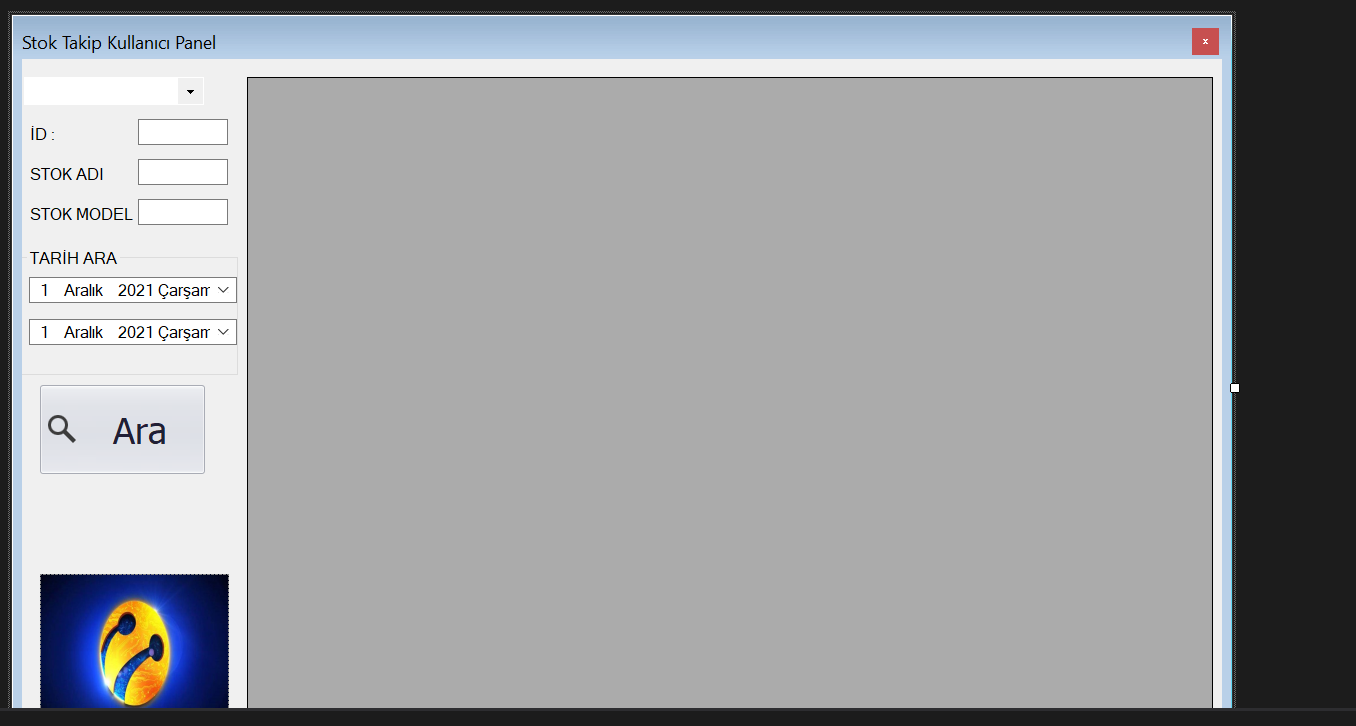 Stok Takip Kullanıcı Panel
x
İD :
STOK ADI
STOK MODEL
TARİH ARA
1 Aralık 2021 Çarşam
1 Aralık 2021 Çarşam
Ara